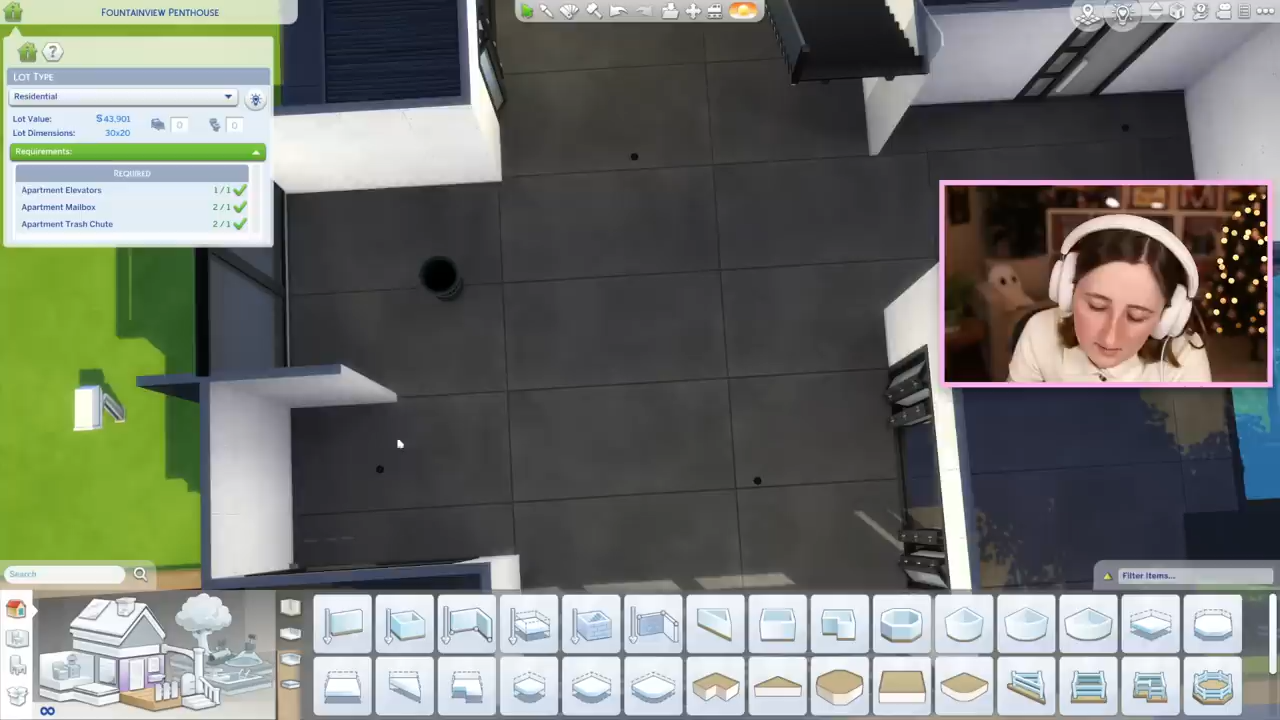 Fountainview Penthouse
Lot Type
Residential
Lot Value: §43,901
0
0
Lot Dimensions: 30x20
Requirements:
Required
Apartment Elevators 1/1
Apartment Mailbox 2/1
Apartment Trash Chute 2/1
Search
Filter Items...